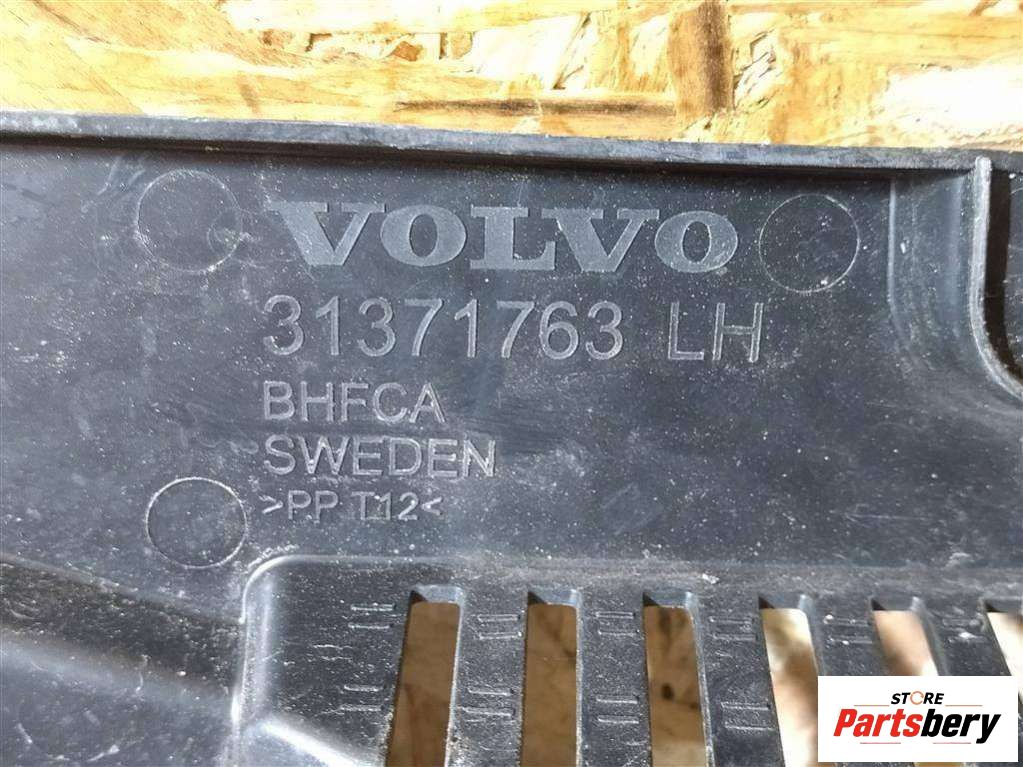 VOLVO
31371763 LH
BHFCA
SWEDEN
>PP T12<
STORE
Partsbery